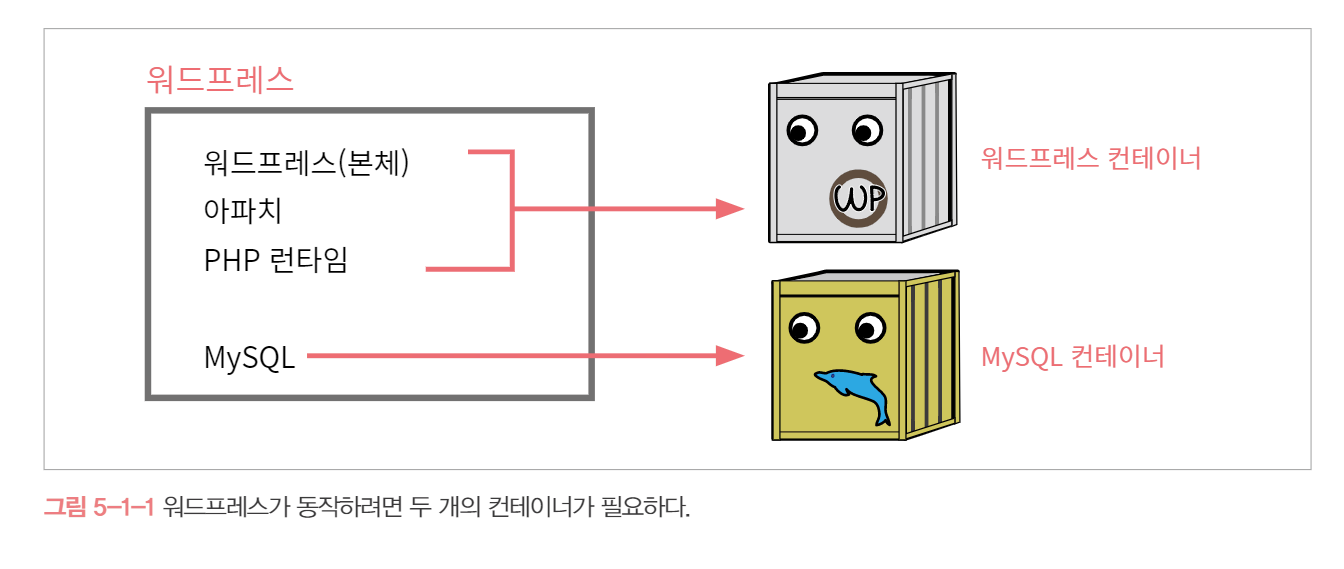 워드프레스
워드프레스(본체)
아파치
PHP 런타임
MySQL
WP
워드프레스 컨테이너
MySQL 컨테이너
그림 5-1-1 워드프레스가 동작하려면 두 개의 컨테이너가 필요하다.